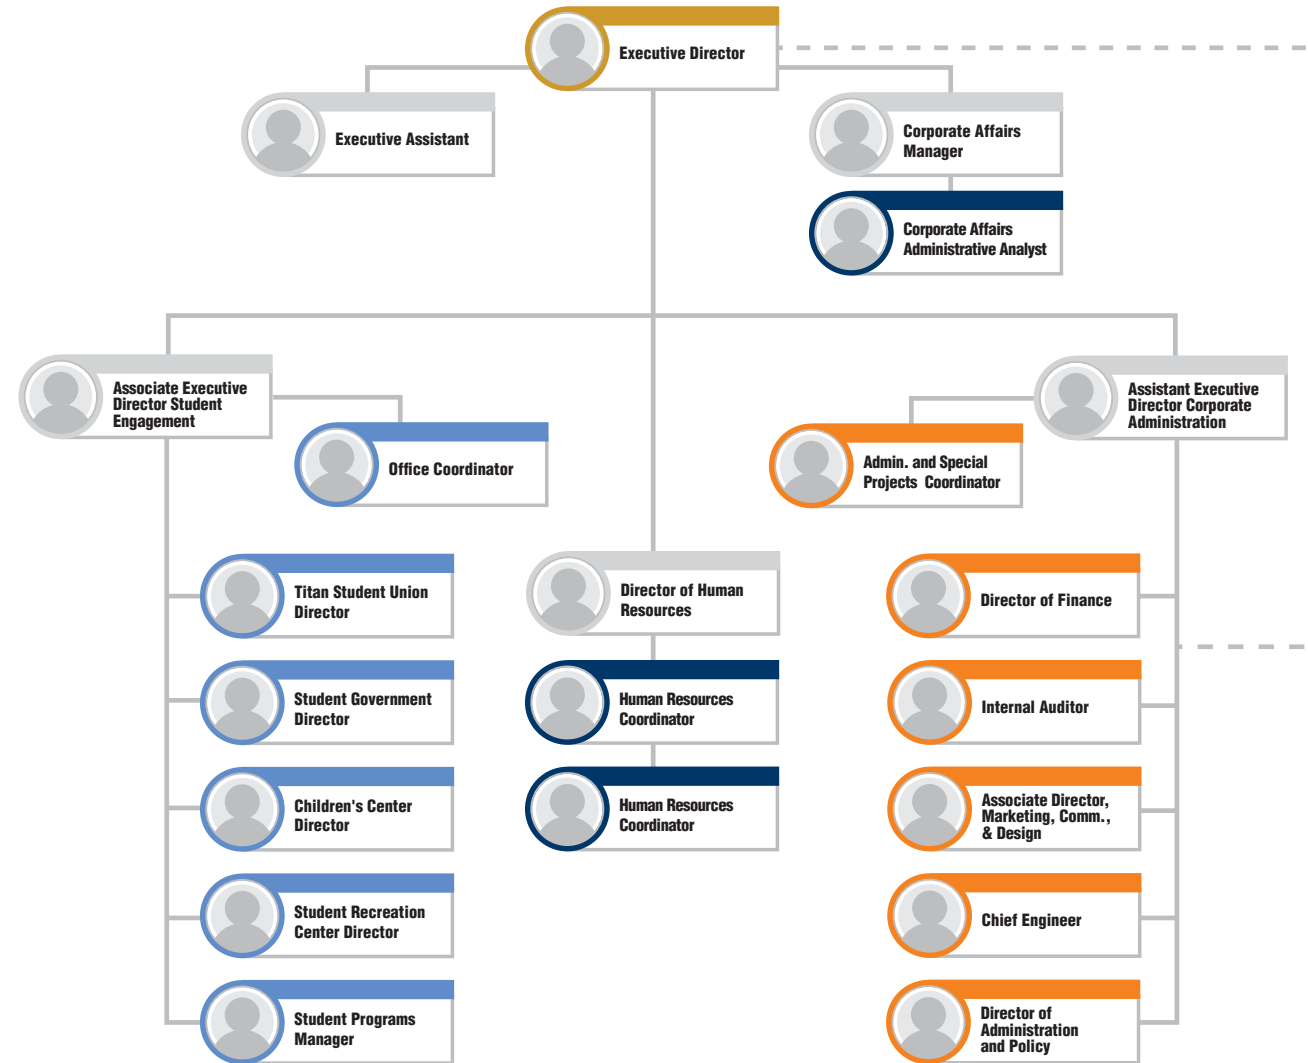 Executive Director
Executive Assistant
Corporate Affairs
Manager
Corporate Affairs
Administrative Analyst
Associate Executive
Director Student
Engagement
Assistant Executive
Director Corporate
Administration
Office Coordinator
Admin. and Special
Projects Coordinator
Titan Student Union
Director
Director of Human
Resources
Director of Finance
Student Government
Director
Human Resources
Coordinator
Internal Auditor
Children's Center
Director
Human Resources
Coordinator
Associate Director,
Marketing, Comm.,
& Design
Student Recreation
Center Director
Chief Engineer
Student Programs
Manager
Director of
Administration
and Policy